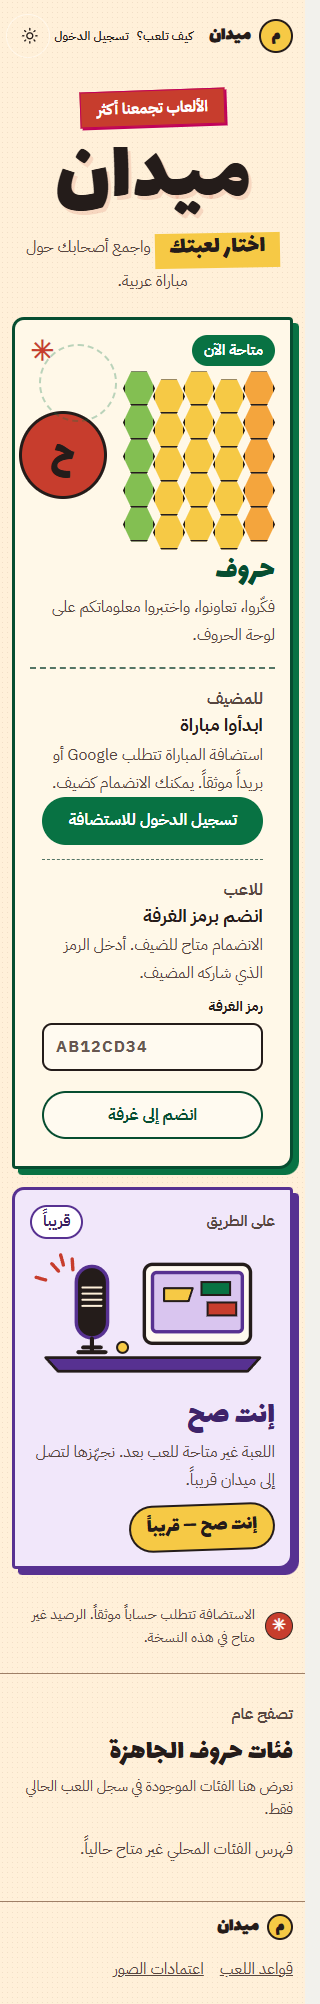 م ميدان كيف تلعب؟ تسجيل الدخول
الألعاب تجمعنا أكثر
ميدان
اختار لعبتك واجمع أصحابك حول
مباراة عربية.
متاحة الآن
ح
حروف
فكّروا، تعاونوا، واختبروا معلوماتكم على
لوحة الحروف.
للمضيف
ابدأوا مباراة
استضافة المباراة تتطلب Google أو
بريداً موثقاً. يمكنك الانضمام كضيف.
تسجيل الدخول للاستضافة
للاعب
انضم برمز الغرفة
الانضمام متاح للضيف. أدخل الرمز
الذي شاركه المضيف.
رمز الغرفة
AB12CD34
انضم إلى غرفة
على الطريق
قريباً
إنت صح
اللعبة غير متاحة للعب بعد. نجهّزها لتصل
إلى ميدان قريباً.
إنت صح — قريباً
الاستضافة تتطلب حساباً موثقاً. الرصيد غير
متاح في هذه النسخة.
تصفح عام
فئات حروف الجاهزة
نعرض هنا الفئات الموجودة في سجل اللعب الحالي
فقط.
فهرس الفئات المحلي غير متاح حالياً.
م ميدان
قواعد اللعب اعتمادات الصور